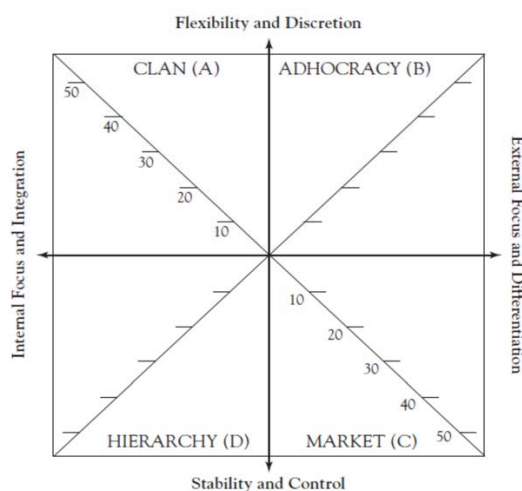 Flexibility and Discretion
CLAN (A)
ADHOCRACY (B)
50
40
30
20
10
Internal Focus and Integration
External Focus and Differentiation
10
20
30
40
50
HIERARCHY (D)
MARKET (C)
Stability and Control